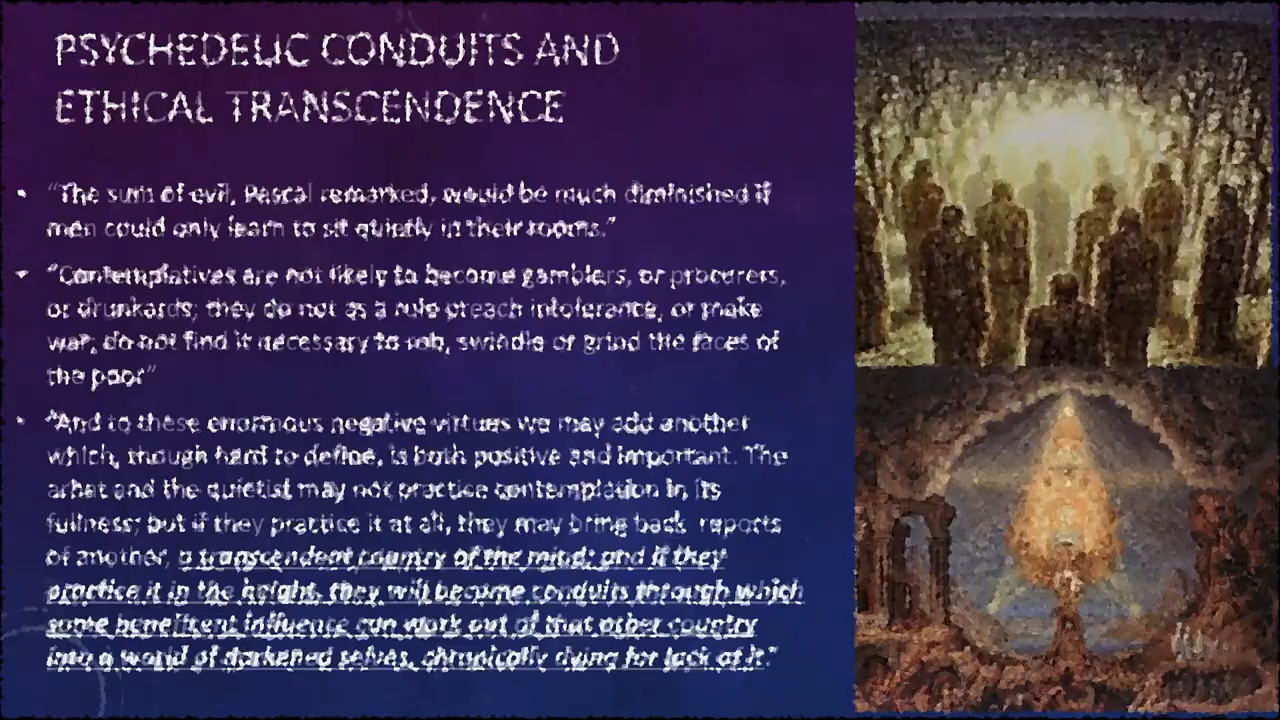 PSYCHEDELIC CONDUITS AND
ETHICAL TRANSCENDENCE
• “The sum of evil, Pascal remarked, would be much diminished if
men could only learn to sit quietly in their rooms.”
• “Contemplatives are not likely to become gamblers, or procurers,
or drunkards; they do not as a rule preach intolerance, or make
war; do not find it necessary to rob, swindle or grind the faces of
the poor”
• “And to these enormous negative virtues we may add another
which, though hard to define, is both positive and important. The
arhat and the quietist may not practice contemplation in its
fullness; but if they practice it at all, they may bring back reports
of another, a transcendent country of the mind; and if they
practice it in the height, they will become conduits through which
some beneficent influence can work out of that other country
into a world of darkened selves, chronically dying for lack of it.”